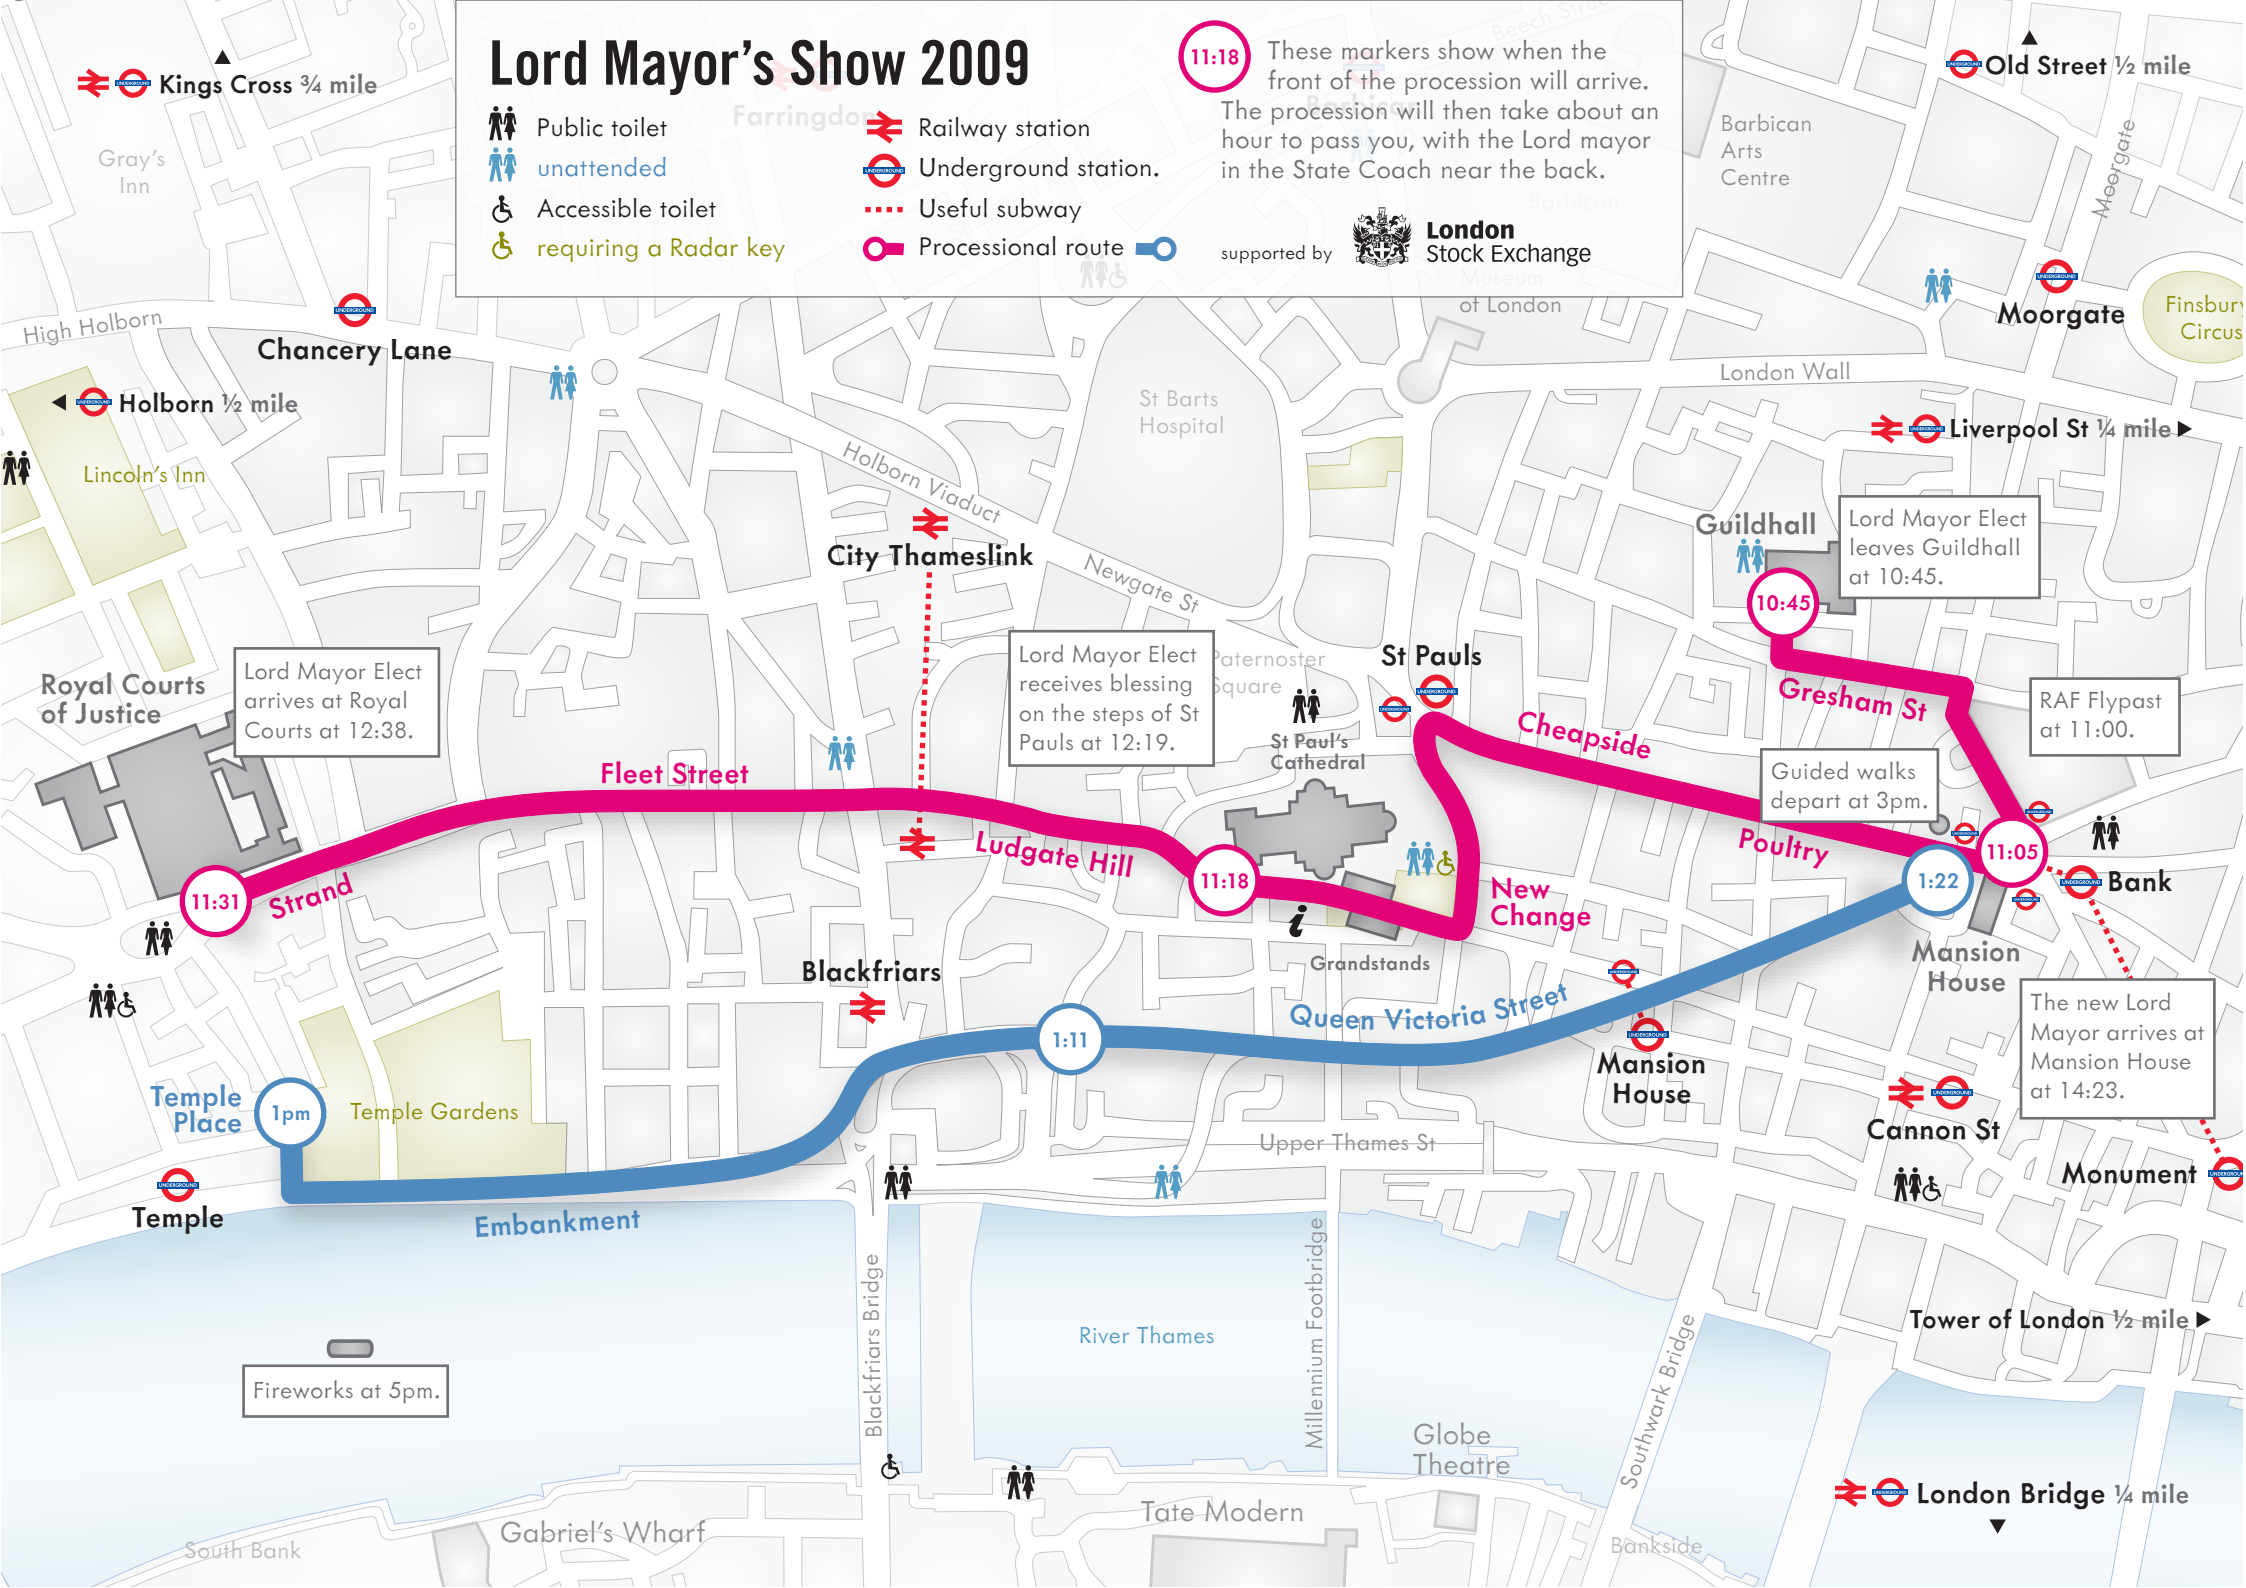 Lord Mayor's Show 2009
Public toilet
unattended
Accessible toilet
requiring a Radar key
Railway station
Underground station.
Useful subway
Processional route
11:18
These markers show when the
front of the procession will arrive.
The procession will then take about an
hour to pass you, with the Lord mayor
in the State Coach near the back.
supported by
London
Stock Exchange
Farringdon
Barbican
Beech Street
Barbican
Museum
of London
Kings Cross ¾ mile
Gray's
Inn
High Holborn
Chancery Lane
Holborn ½ mile
Lincoln's Inn
Old Street ½ mile
Barbican
Arts
Centre
Moorgate
Moorgate
Finsbury
Circus
London Wall
Liverpool St ¼ mile
St Barts
Hospital
Holborn Viaduct
City Thameslink
Newgate St
Guildhall
Lord Mayor Elect
leaves Guildhall
at 10:45.
10:45
Gresham St
RAF Flypast
at 11:00.
Royal Courts
of Justice
Lord Mayor Elect
arrives at Royal
Courts at 12:38.
Lord Mayor Elect
receives blessing
on the steps of St
Pauls at 12:19.
Paternoster
Square
St Pauls
St Paul's
Cathedral
Cheapside
Guided walks
depart at 3pm.
Poultry
Fleet Street
Ludgate Hill
11:31
Strand
11:18
New
Change
1:22
11:05
Bank
Grandstands
Mansion
House
Blackfriars
1:11
Queen Victoria Street
Mansion
House
The new Lord
Mayor arrives at
Mansion House
at 14:23.
Temple
Place
1pm
Temple Gardens
Cannon St
Upper Thames St
Monument
Temple
Embankment
Blackfriars Bridge
River Thames
Millennium Footbridge
Southwark Bridge
Tower of London ½ mile
Fireworks at 5pm.
Globe
Theatre
London Bridge ¼ mile
Tate Modern
Gabriel's Wharf
South Bank
Bankside
UNDERGROUND